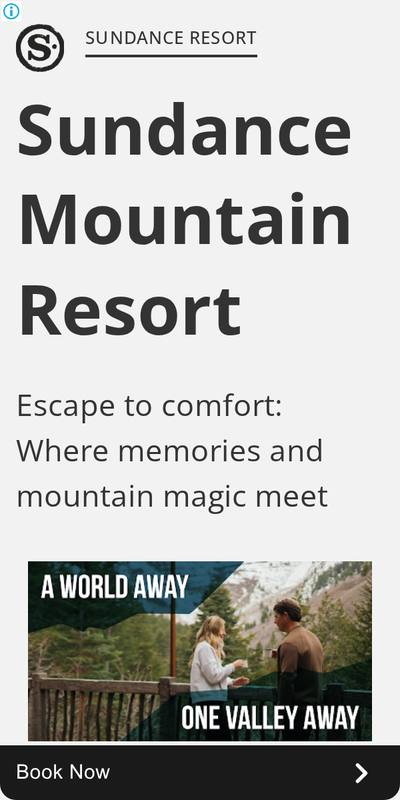 S
SUNDANCE RESORT
Sundance
Mountain
Resort
Escape to comfort:
Where memories and
mountain magic meet
A WORLD AWAY
ONE VALLEY AWAY
Book Now